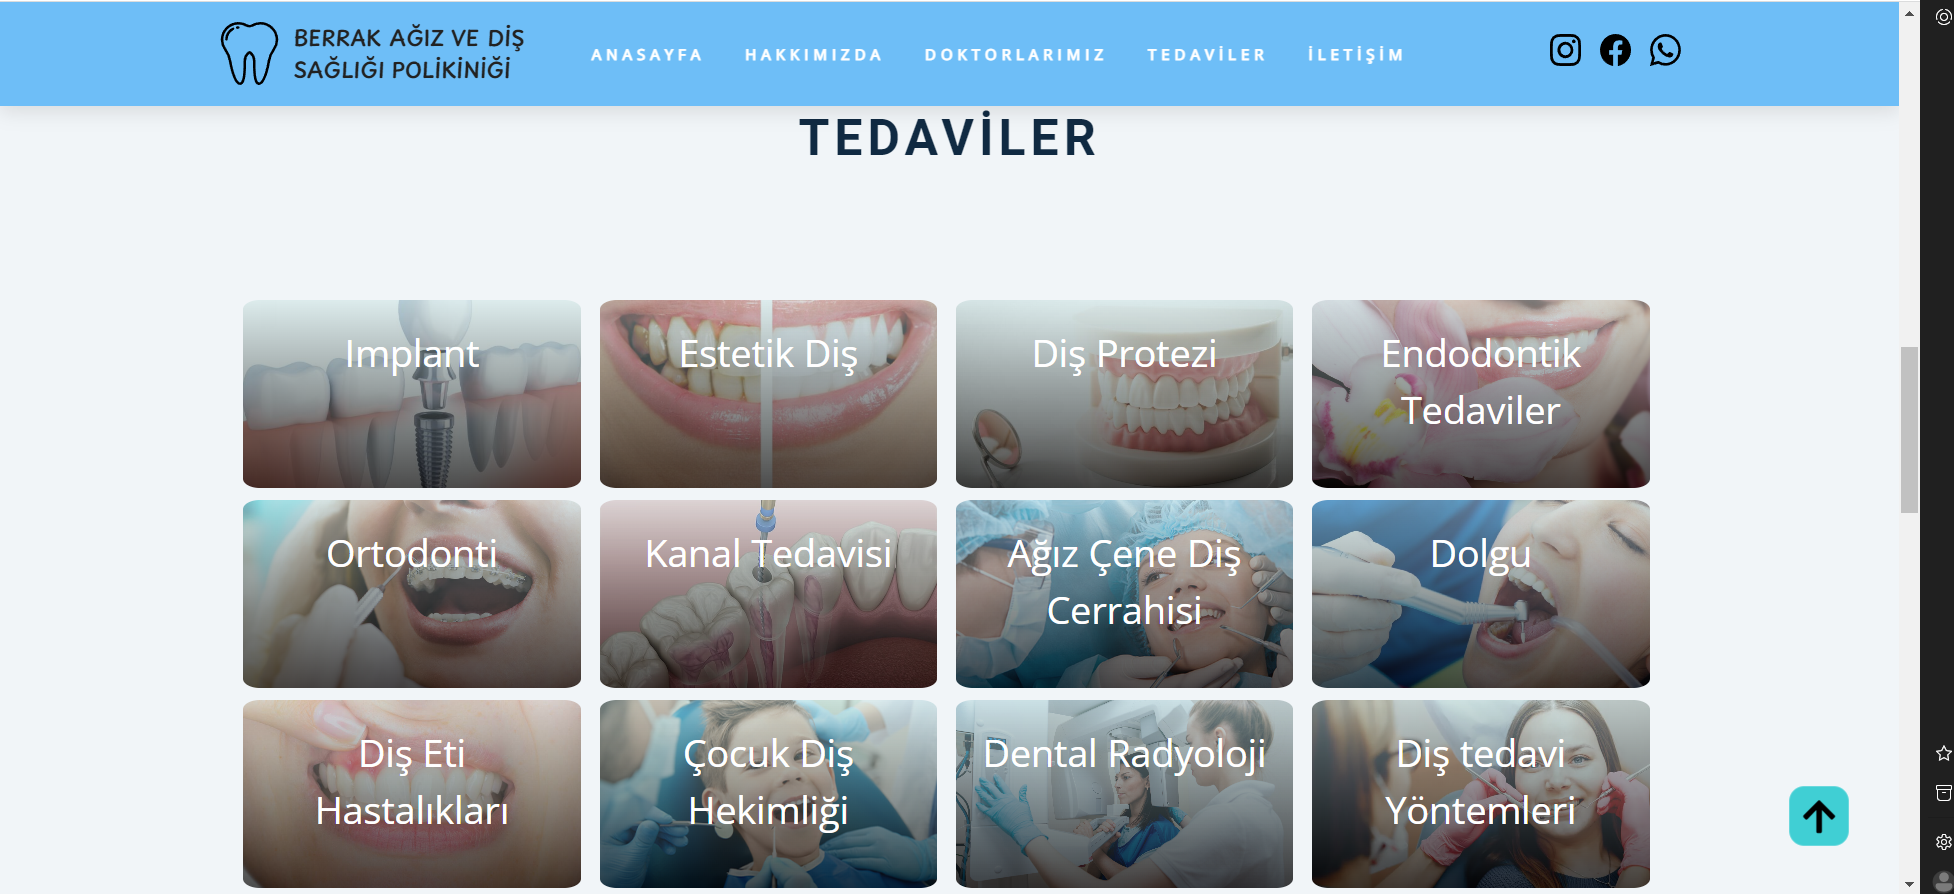 BERRAK AĞIZ VE DİŞ
SAĞLIĞI POLIKİNİĞİ
ANASAYFA HAKKIMIZDA DOKTORLARIMIZ TEDAVİLER İLETİŞİM
TEDAVİLER
Implant
Estetik Diş
Diş Protezi
Endodontik
Tedaviler
Ortodonti
Kanal Tedavisi
Ağız Çene Diş
Cerrahisi
Dolgu
Diş Eti
Hastalıkları
Çocuk Diş
Hekimliği
Dental Radyoloji
Diş tedavi
Yöntemleri